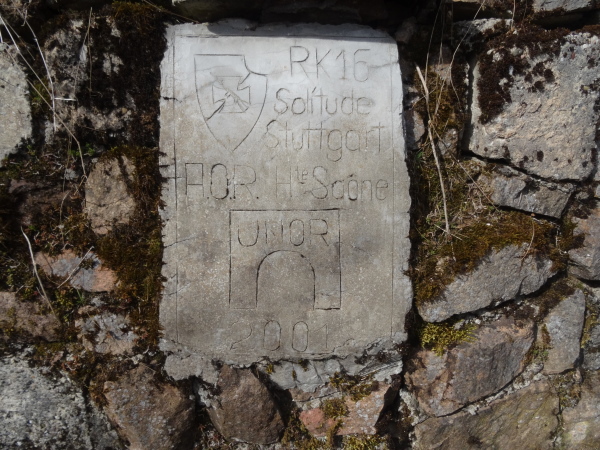 RK16
Solitude
Stuttgart
AOR Hte Saône
UNOR
2001